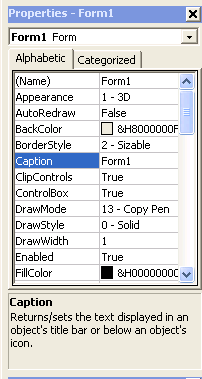 Properties - Form1
Form1 Form
Alphabetic Categorized
(Name) Form1
Appearance 1 - 3D
AutoRedraw False
BackColor &H8000000F
BorderStyle 2 - Sizable
Caption Form1
ClipControls True
ControlBox True
DrawMode 13 - Copy Pen
DrawStyle 0 - Solid
DrawWidth 1
Enabled True
FillColor &H0000000C
Caption
Returns/sets the text displayed in an
object's title bar or below an object's
icon.